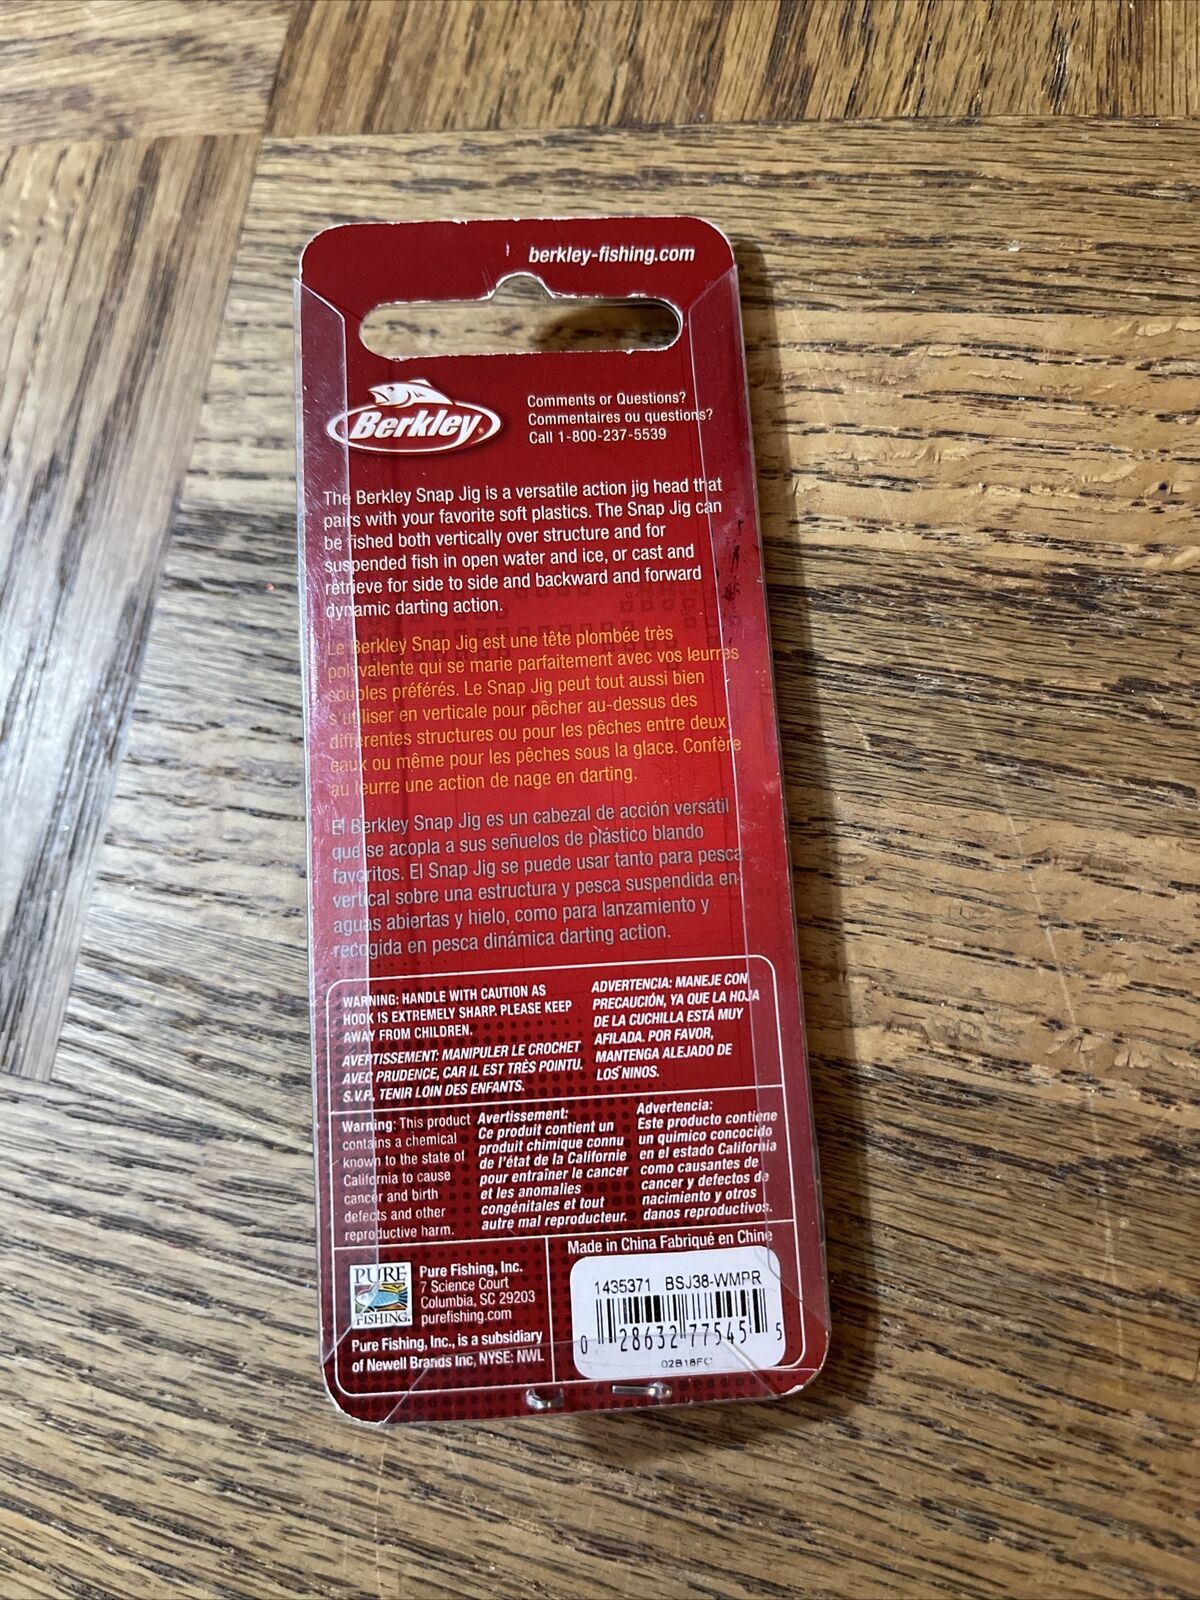 berkley-fishing.com
Berkley
Comments or Questions?
Commentaires ou questions?
Call 1-800-237-5539
The Berkley Snap Jig is a versatile action jig head that
pairs with your favorite soft plastics. The Snap Jig can
be fished both vertically over structure and for
suspended fish in open water and ice, or cast and
retrieve for side to side and backward and forward
dynamic darting action.
Le Berkley Snap Jig est une tête plombée très
polyvalente qui se marie parfaitement avec vos leurres
souples préférés. Le Snap Jig peut tout aussi bien
s'utiliser en verticale pour pêcher au-dessus des
différentes structures ou pour les pêches entre deux
eaux ou même pour les pêches sous la glace. Confère
au leurre une action de nage en darting.
El Berkley Snap Jig es un cabezal de acción versátil
que se acopla a sus señuelos de plástico blando
favoritos. El Snap Jig se puede usar tanto para pesca
vertical sobre una estructura y pesca suspendida en
aguas abiertas y hielo, como para lanzamiento y
recogida en pesca dinámica darting action.
WARNING: HANDLE WITH CAUTION AS
HOOK IS EXTREMELY SHARP. PLEASE KEEP
AWAY FROM CHILDREN.
AVERTISSEMENT: MANIPULER LE CROCHET
AVEC PRUDENCE, CAR IL EST TRÈS POINTU.
S.V.P., TENIR LOIN DES ENFANTS.
ADVERTENCIA: MANEJE CON
PRECAUCIÓN, YA QUE LA HOJA
DE LA CUCHILLA ESTÁ MUY
AFILADA. POR FAVOR,
MANTENGA ALEJADO DE
LOS NINOS.
Warning: This product
contains a chemical
known to the state of
California to cause
cancer and birth
defects and other
reproductive harm.
Avertissement:
Ce produit contient un
produit chimique connu
de l'état de la Californie
pour entraîner le cancer
et les anomalies
congénitales et tout
autre mal reproducteur.
Advertencia:
Este producto contiene
un quimico concocido
en el estado California
como causantes de
cancer y defectos de
nacimiento y otros
danos reproductivos.
PURE
FISHING.
Pure Fishing, Inc.
7 Science Court
Columbia, SC 29203
purefishing.com
Pure Fishing, Inc., is a subsidiary
of Newell Brands Inc, NYSE: NWL
Made in China Fabriqué en Chine
1435371 BSJ38-WMPR
0 28632 77545 5
02B18FC